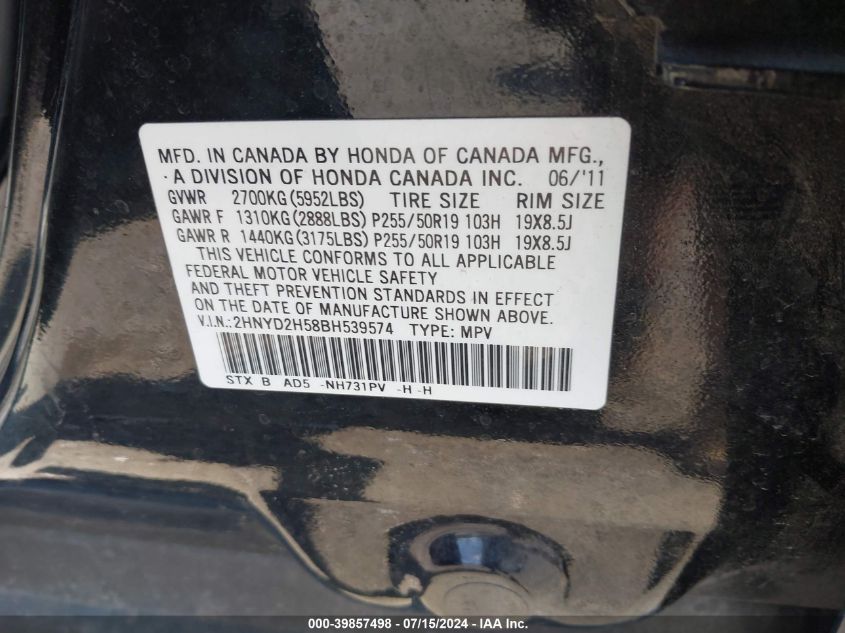 MFD. IN CANADA BY HONDA OF CANADA MFG.,
A DIVISION OF HONDA CANADA INC. 06/'11
GVWR 2700KG(5952LBS) TIRE SIZE RIM SIZE
GAWR F 1310KG(2888LBS) P255/50R19 103H 19X8.5J
GAWR R 1440KG(3175LBS) P255/50R19 103H 19X8.5J
THIS VEHICLE CONFORMS TO ALL APPLICABLE
FEDERAL MOTOR VEHICLE SAFETY
AND THEFT PREVENTION STANDARDS IN EFFECT
ON THE DATE OF MANUFACTURE SHOWN ABOVE.
V.I.N.:2HNYD2H58BH539574 TYPE: MPV
STX B AD5 -NH731PV -H -H
000-39857498 - 07/15/2024 - IAA Inc.